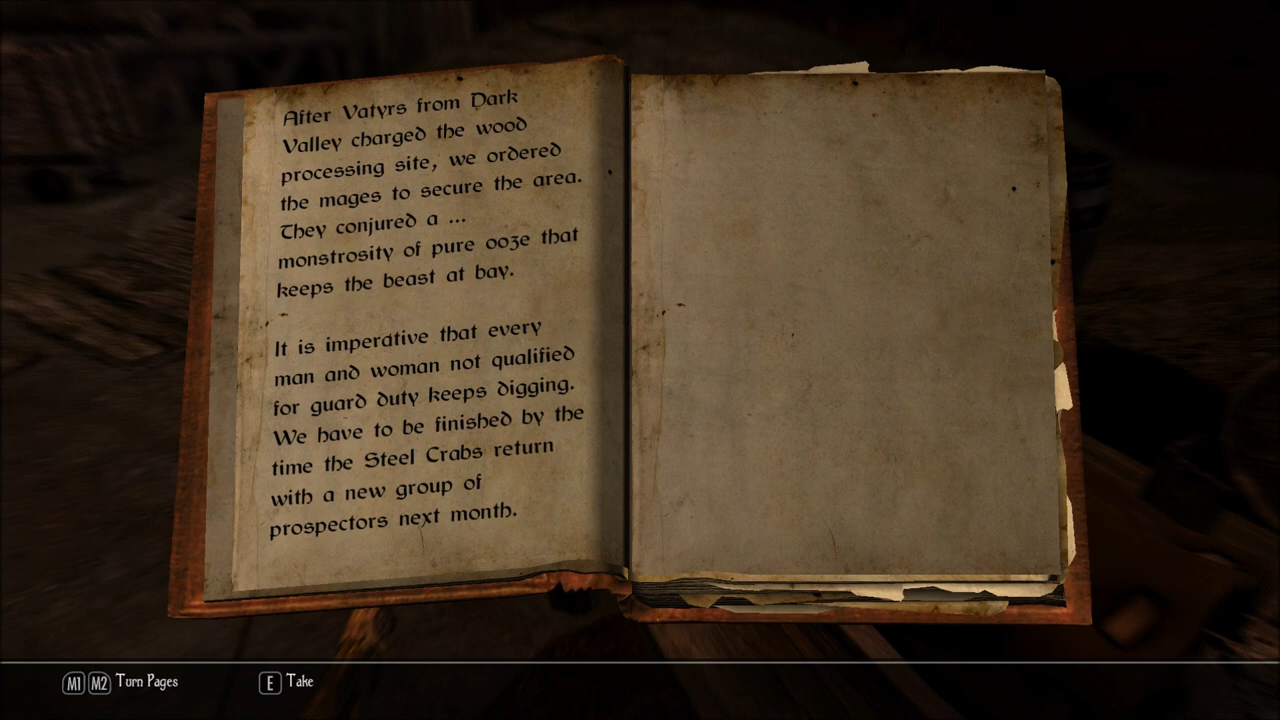 After Vatyrs from Dark
Valley charged the wood
processing site, we ordered
the mages to secure the area.
They conjured a ...
monstrosity of pure ooze that
keeps the beast at bay.
It is imperative that every
man and woman not qualified
for guard duty keeps digging.
We have to be finished by the
time the Steel Crabs return
with a new group of
prospectors next month.
M1 M2 Turn Pages
E Take